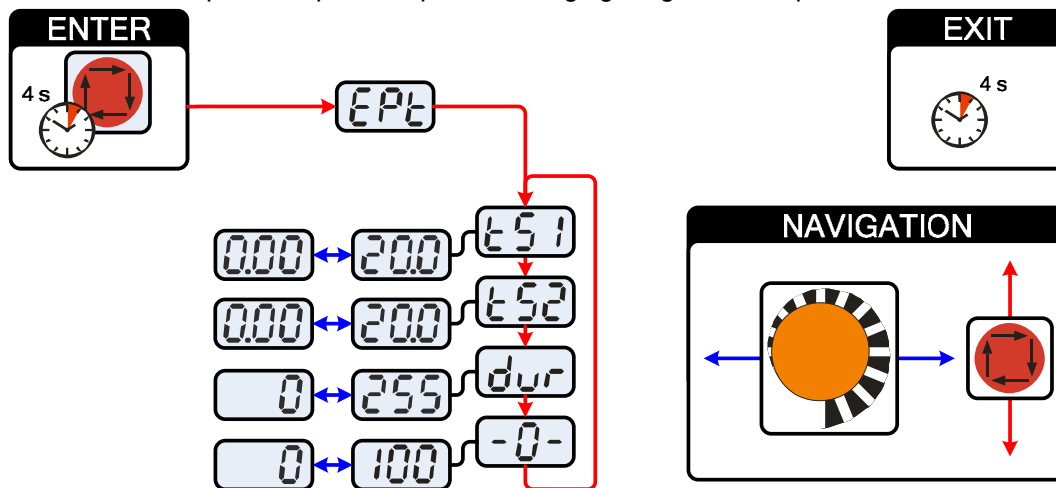 ENTER
4 s
EPt
EXIT
4 s
0.00 20.0 tS1
0.00 20.0 tS2
0 255 dur
0 100 -0-
NAVIGATION